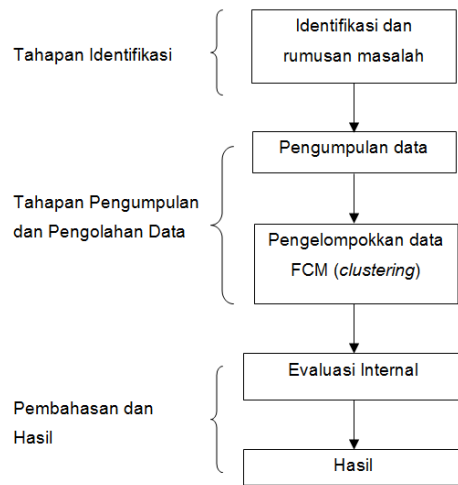 Tahapan Identifikasi
Identifikasi dan
rumusan masalah
Tahapan Pengumpulan
dan Pengolahan Data
Pengumpulan data
Pengelompokkan data
FCM (clustering)
Pembahasan dan
Hasil
Evaluasi Internal
Hasil